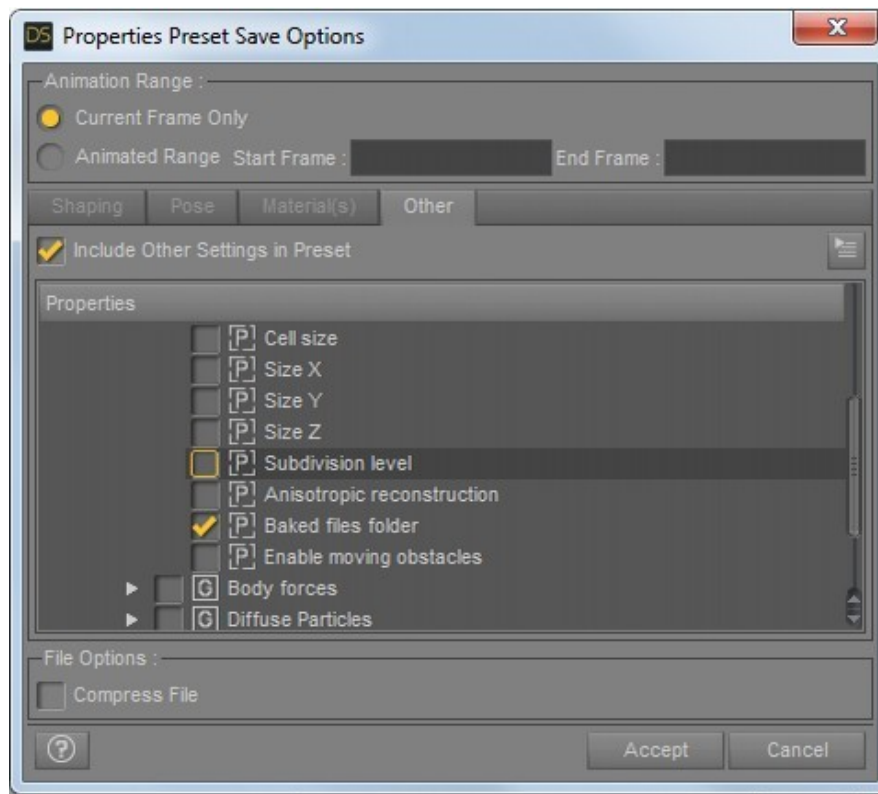 DS Properties Preset Save Options X
Animation Range :
Current Frame Only
Animated Range Start Frame : End Frame :
Shaping Pose Material(s) Other
Include Other Settings in Preset
Properties
[P] Cell size
[P] Size X
[P] Size Y
[P] Size Z
[P] Subdivision level
[P] Anisotropic reconstruction
[P] Baked files folder
[P] Enable moving obstacles
G Body forces
G Diffuse Particles
File Options :
Compress File
? Accept Cancel